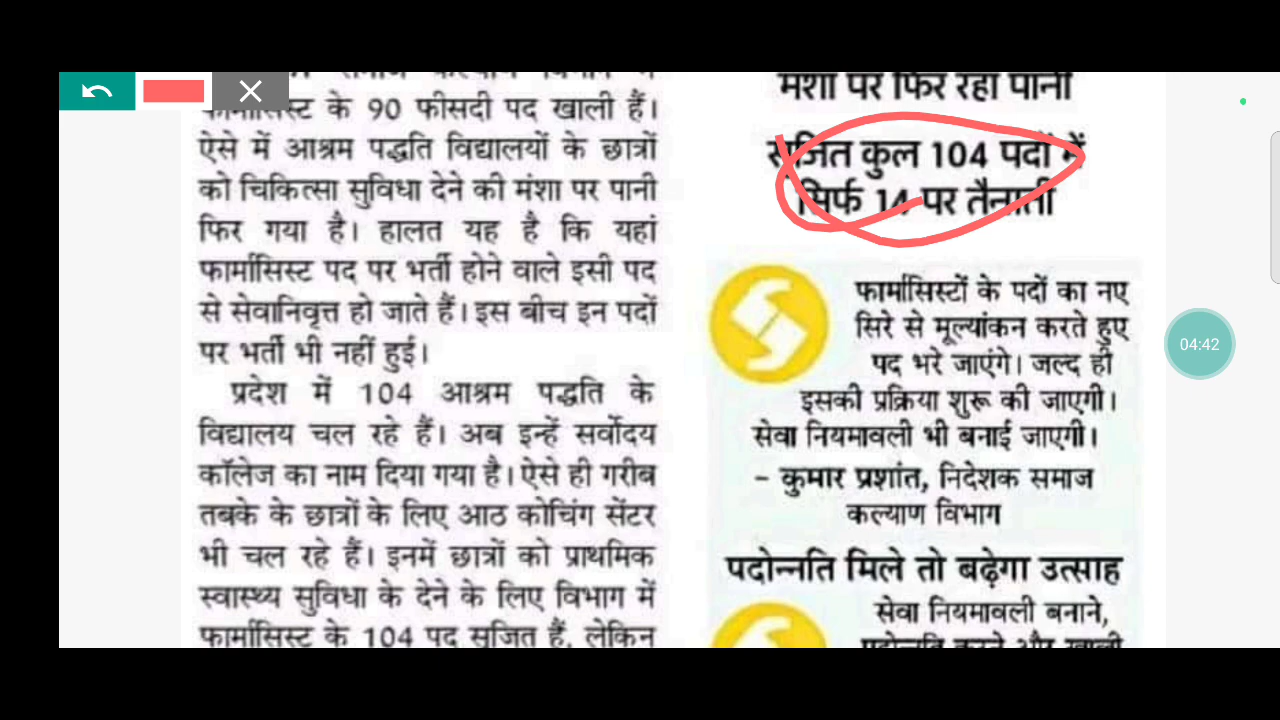 फार्मासिस्ट के 90 फीसदी पद खाली हैं।
ऐसे में आश्रम पद्धति विद्यालयों के छात्रों
को चिकित्सा सुविधा देने की मंशा पर पानी
फिर गया है। हालत यह है कि यहां
फार्मासिस्ट पद पर भर्ती होने वाले इसी पद
से सेवानिवृत्त हो जाते हैं। इस बीच इन पदों
पर भर्ती भी नहीं हुई।
प्रदेश में 104 आश्रम पद्धति के
विद्यालय चल रहे हैं। अब इन्हें सर्वोदय
कॉलेज का नाम दिया गया है। ऐसे ही गरीब
तबके के छात्रों के लिए आठ कोचिंग सेंटर
भी चल रहे हैं। इनमें छात्रों को प्राथमिक
स्वास्थ्य सुविधा के देने के लिए विभाग में
फार्मासिस्ट के 104 पद सृजित हैं, लेकिन
मंशा पर फिर रहा पानी
सृजित कुल 104 पदों में
सिर्फ 14 पर तैनाती
फार्मासिस्टों के पदों का नए
सिरे से मूल्यांकन करते हुए
पद भरे जाएंगे। जल्द ही
इसकी प्रक्रिया शुरू की जाएगी।
सेवा नियमावली भी बनाई जाएगी।
– कुमार प्रशांत, निदेशक समाज
कल्याण विभाग
पदोन्नति मिले तो बढ़ेगा उत्साह
सेवा नियमावली बनाने,
04:42